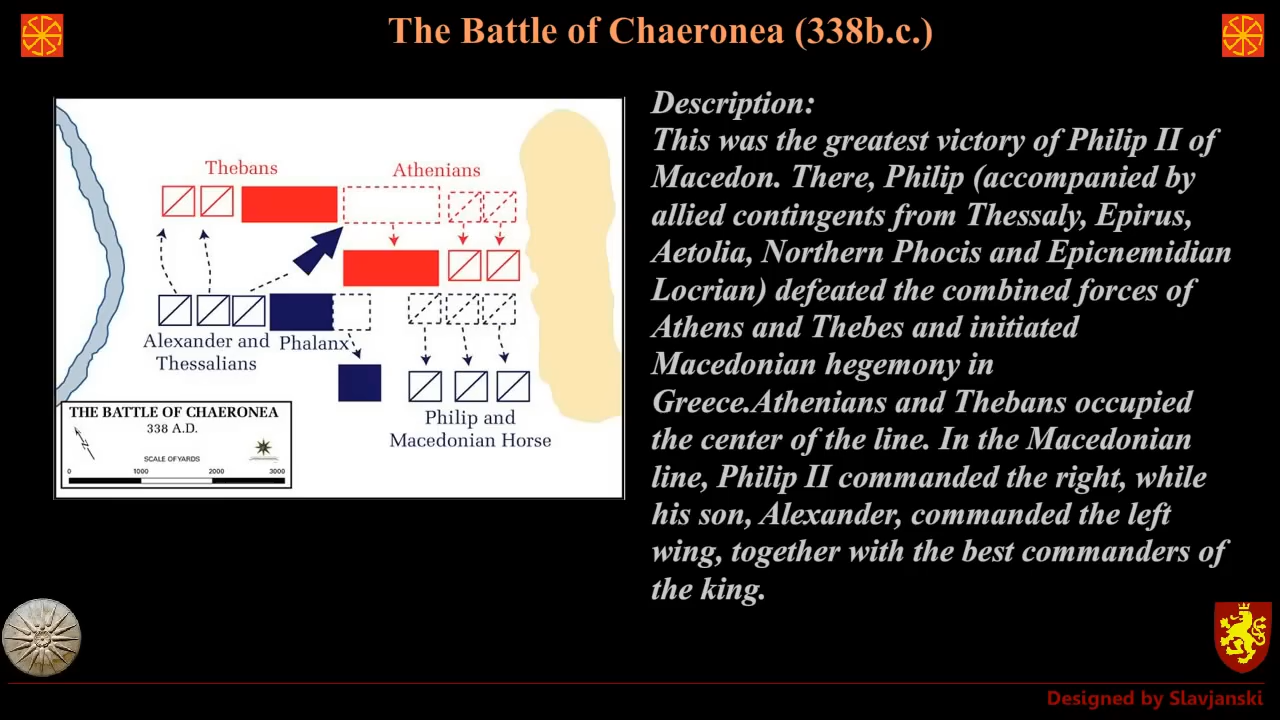 The Battle of Chaeronea (338b.c.)
Thebans
Athenians
Alexander and
Thessalians
Phalanx
Philip and
Macedonian Horse
THE BATTLE OF CHAERONEA
338 A.D.
SCALE OF YARDS
0 1000 2000 3000
Description:
This was the greatest victory of Philip II of
Macedon. There, Philip (accompanied by
allied contingents from Thessaly, Epirus,
Aetolia, Northern Phocis and Epicnemidian
Locrian) defeated the combined forces of
Athens and Thebes and initiated
Macedonian hegemony in
Greece.Athenians and Thebans occupied
the center of the line. In the Macedonian
line, Philip II commanded the right, while
his son, Alexander, commanded the left
wing, together with the best commanders of
the king.
Designed by Slavjanski